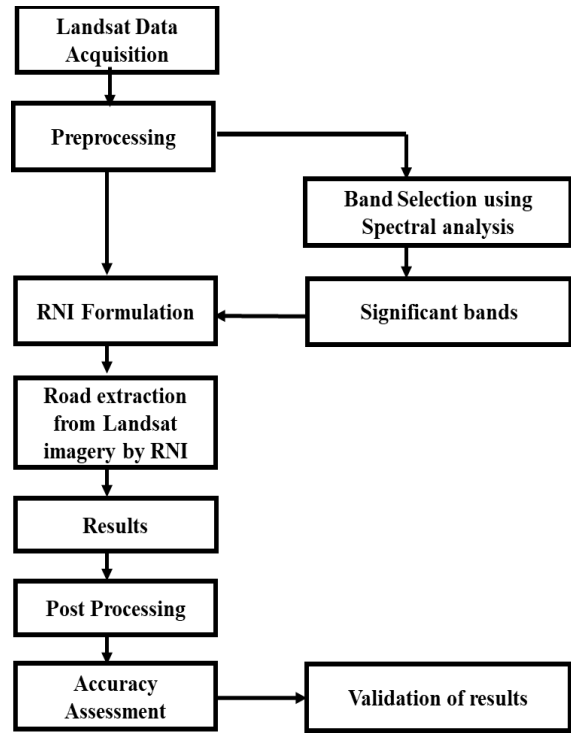 Landsat Data
Acquisition
Preprocessing
Band Selection using
Spectral analysis
RNI Formulation
Significant bands
Road extraction
from Landsat
imagery by RNI
Results
Post Processing
Accuracy
Assessment
Validation of results